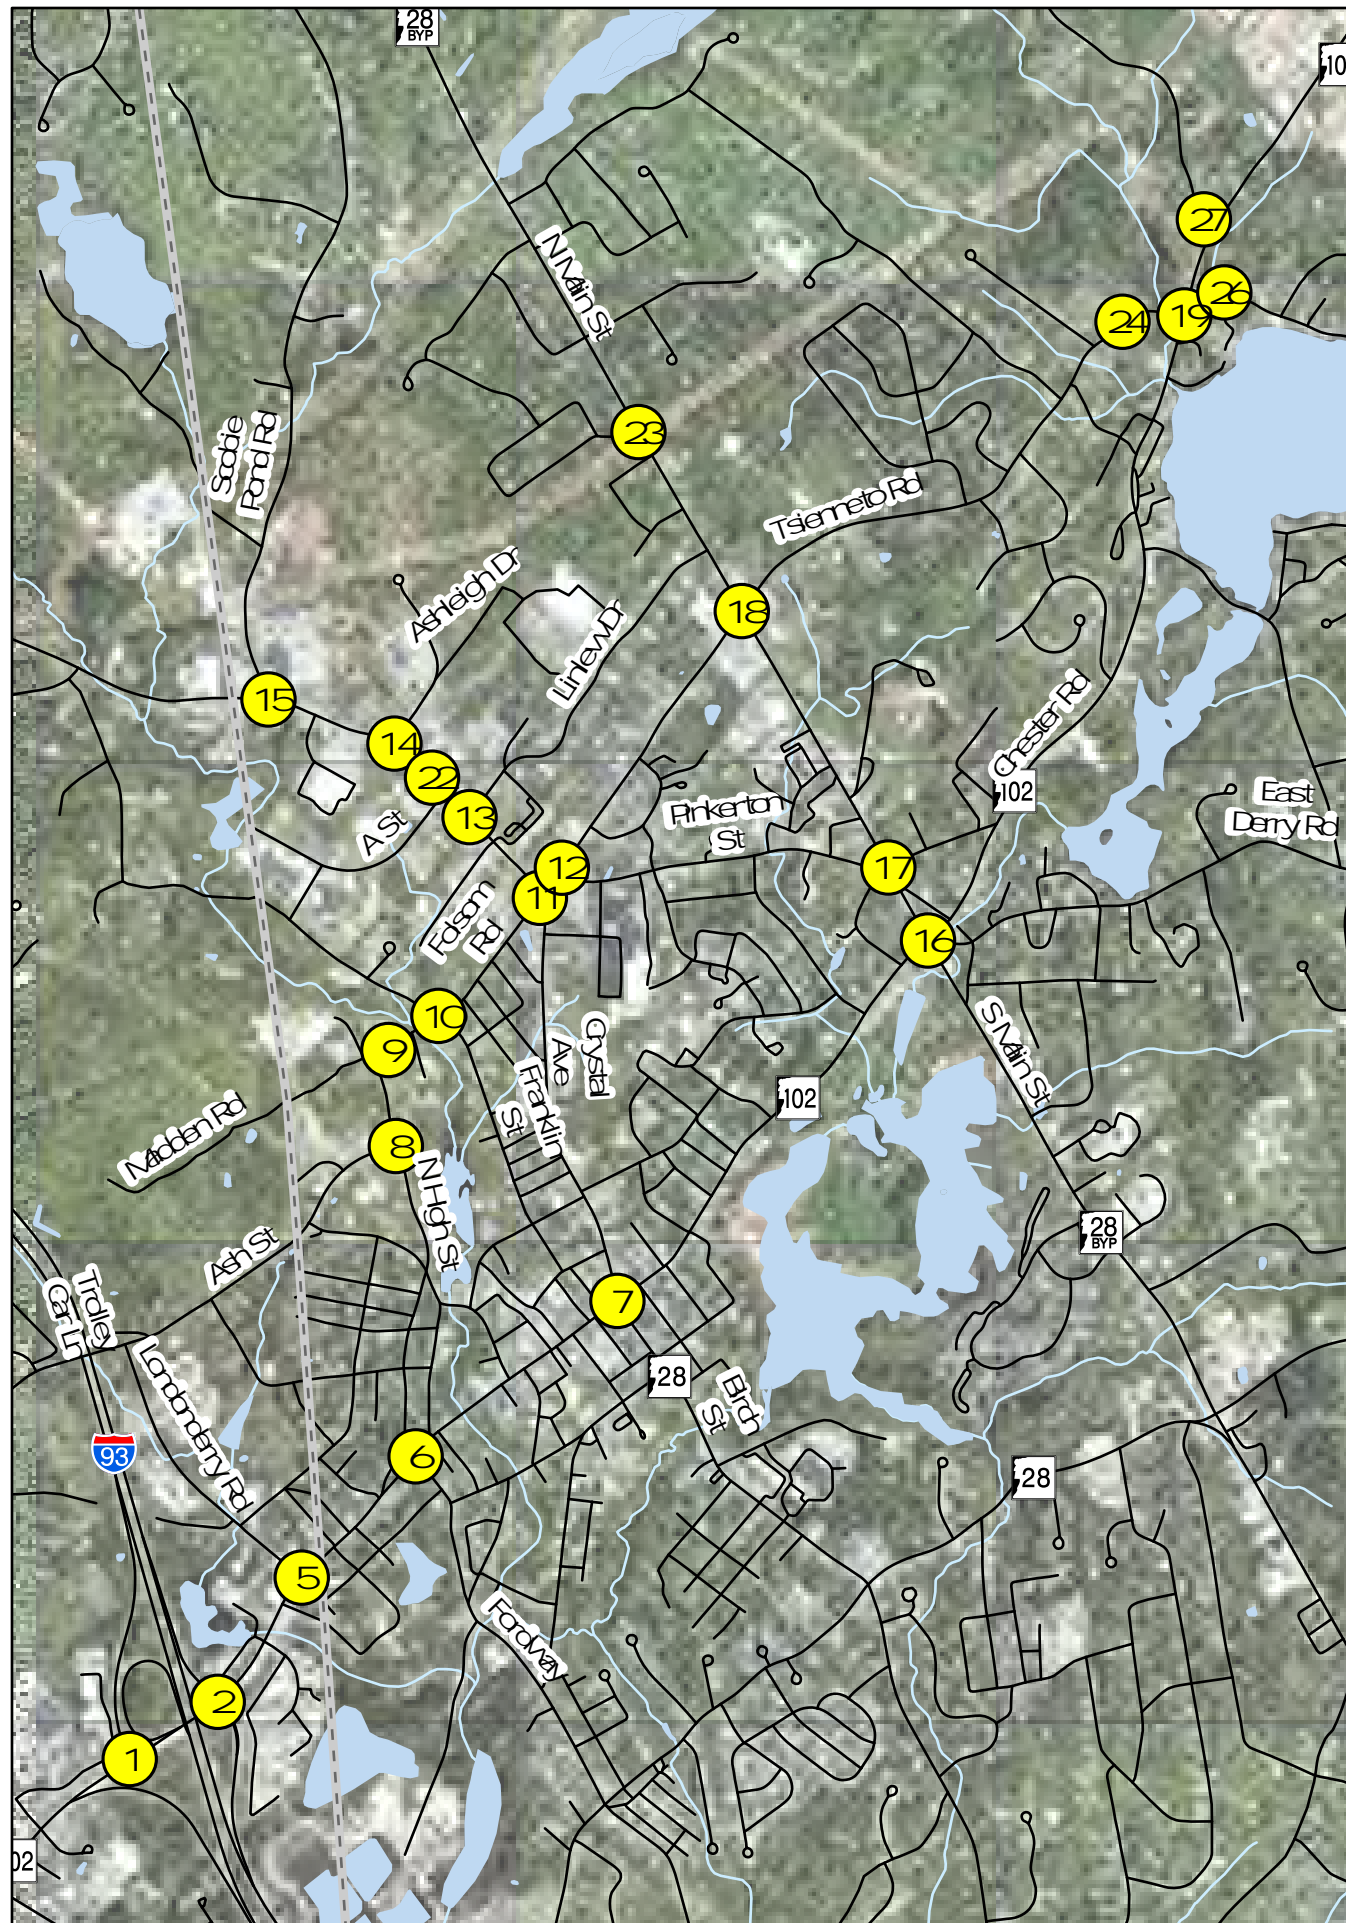 28
BYP
10
27
26
19
24
N Main St
23
Scobie
Pond Rd
Tsienneto Rd
Ashleigh Dr
18
Linlew Dr
15
14
22
Chester Rd
102
13
A St
Pinkerton
St
East
Derry Rd
12
17
11
Folsom
Rd
16
10
S Main St
9
Crystal
Ave
Franklin
St
102
Madden Rd
8
N High St
28
BYP
Ash St
Trolley
Car Ln
7
Londonderry Rd
28
Birch
St
93
6
28
5
Fordway
2
1
02